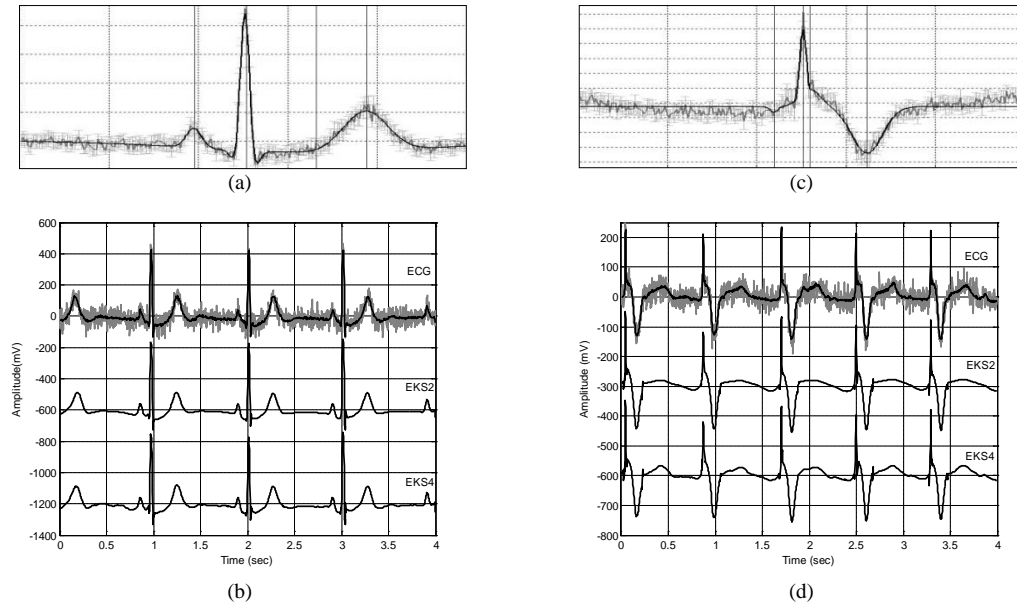 (a)
(c)
600
400
200
0
-200
-400
-600
-800
-1000
-1200
-1400
Amplitude(mV)
ECG
EKS2
EKS4
0 0.5 1 1.5 2 2.5 3 3.5 4
Time (sec)
(b)
200
100
0
-100
-200
-300
-400
-500
-600
-700
-800
Amplitude (mV)
ECG
EKS2
EKS4
0 0.5 1 1.5 2 2.5 3 3.5 4
Time (sec)
(d)